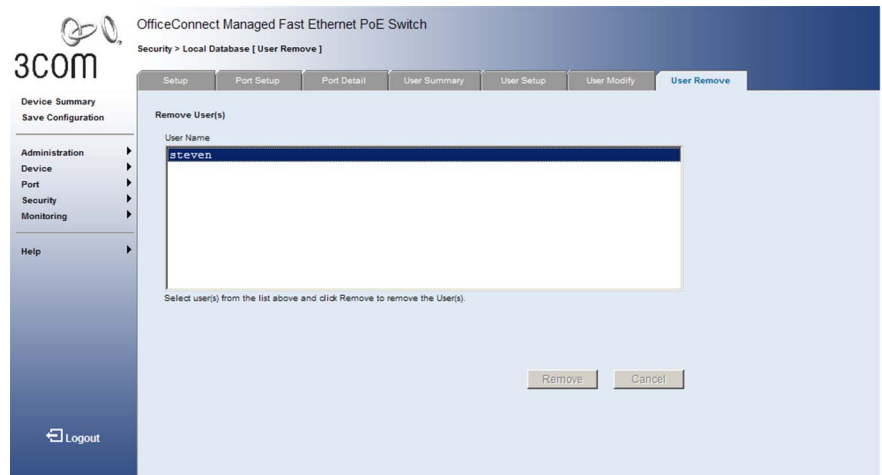 OfficeConnect Managed Fast Ethernet PoE Switch
Security > Local Database [ User Remove ]
3COM
Setup
Port Setup
Port Detail
User Summary
User Setup
User Modify
User Remove
Device Summary
Save Configuration
Administration
Device
Port
Security
Monitoring
Help
Logout
Remove User(s)
User Name
steven
Select user(s) from the list above and click Remove to remove the User(s).
Remove
Cancel